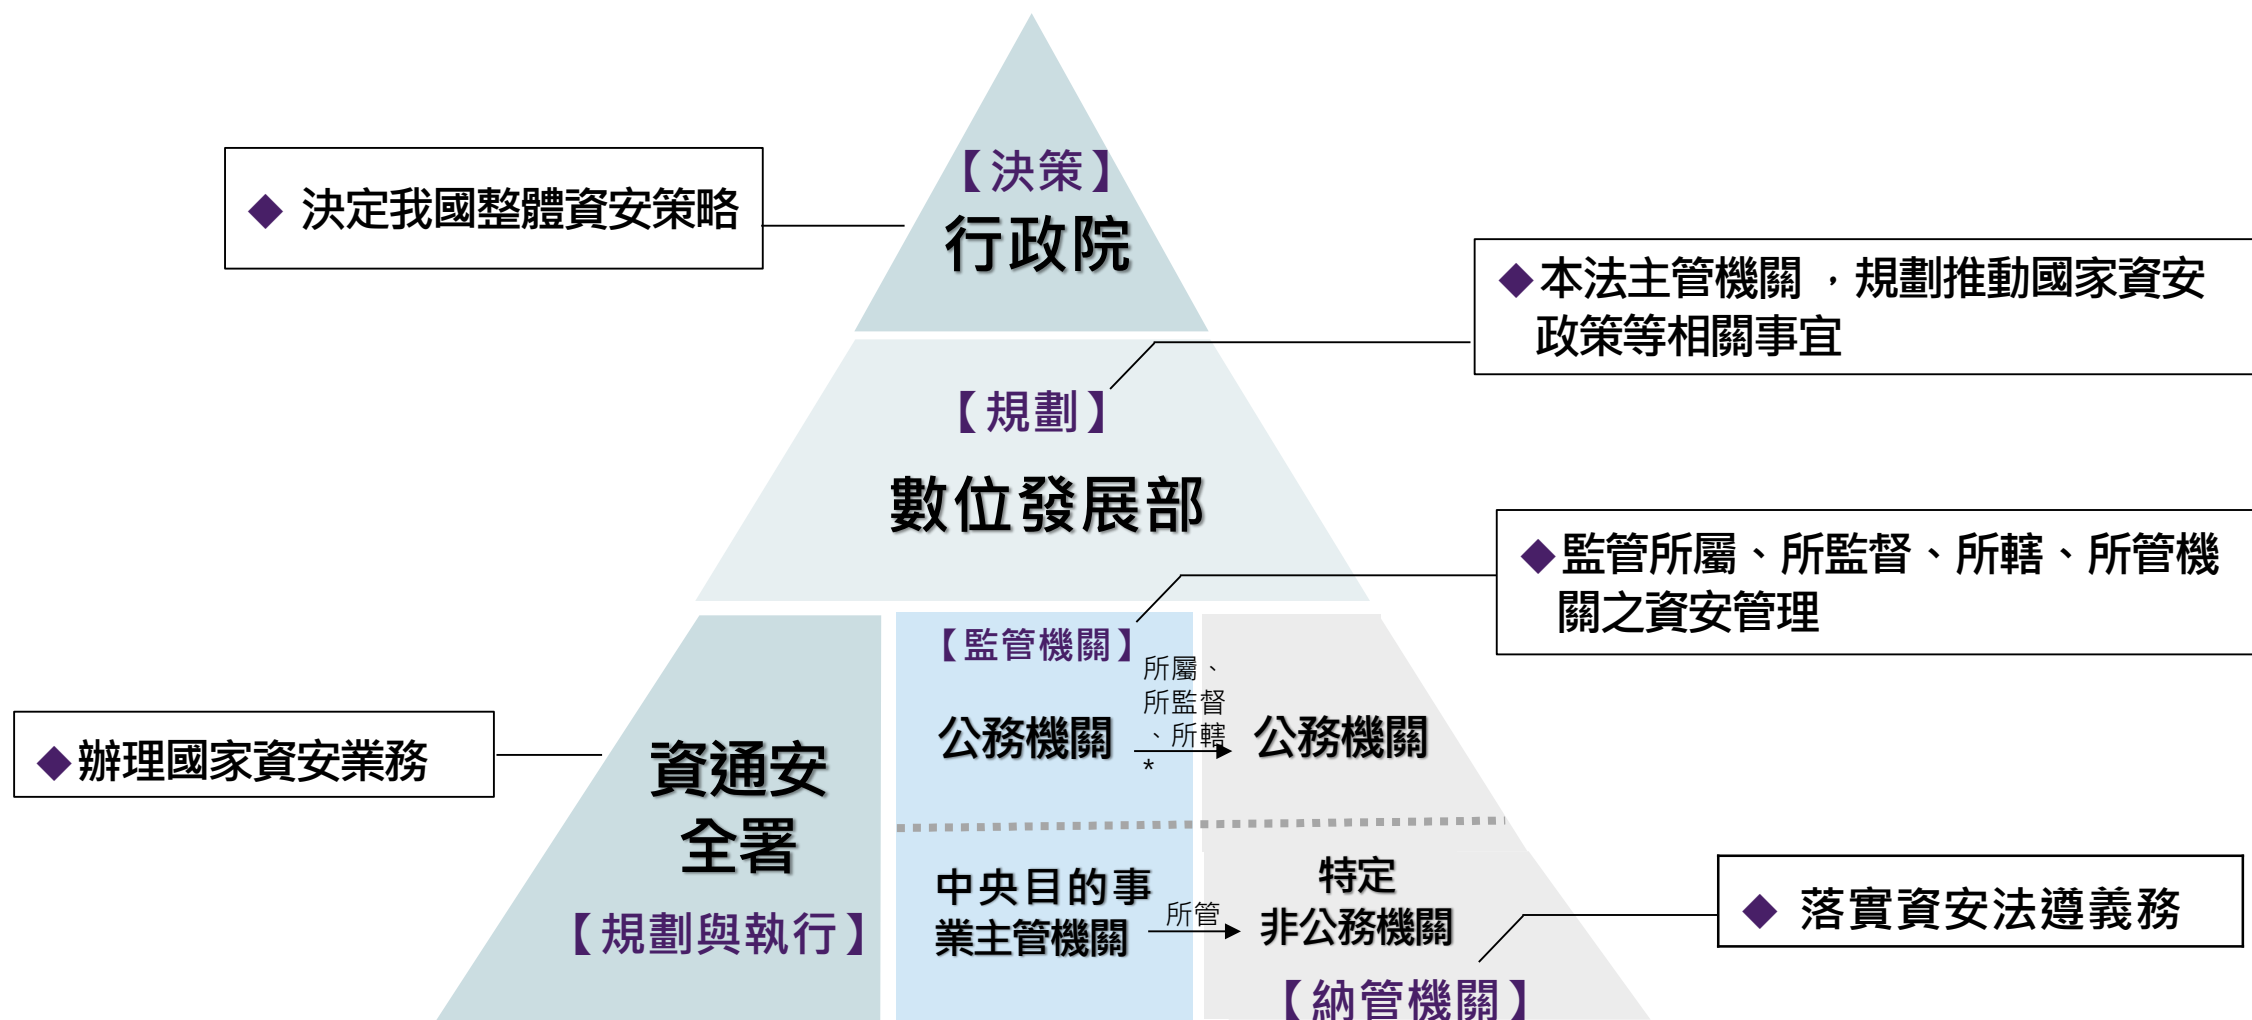 【決策】
行政院
◆ 決定我國整體資安策略
◆本法主管機關，規劃推動國家資安
政策等相關事宜
【規劃】
數位發展部
◆監管所屬、所監督、所轄、所管機
關之資安管理
【監管機關】
所屬、
所監督
、所轄
*
公務機關
公務機關
◆辦理國家資安業務
資通安
全署
【規劃與執行】
中央目的事
業主管機關
所管
特定
非公務機關
【納管機關】
◆ 落實資安法遵義務